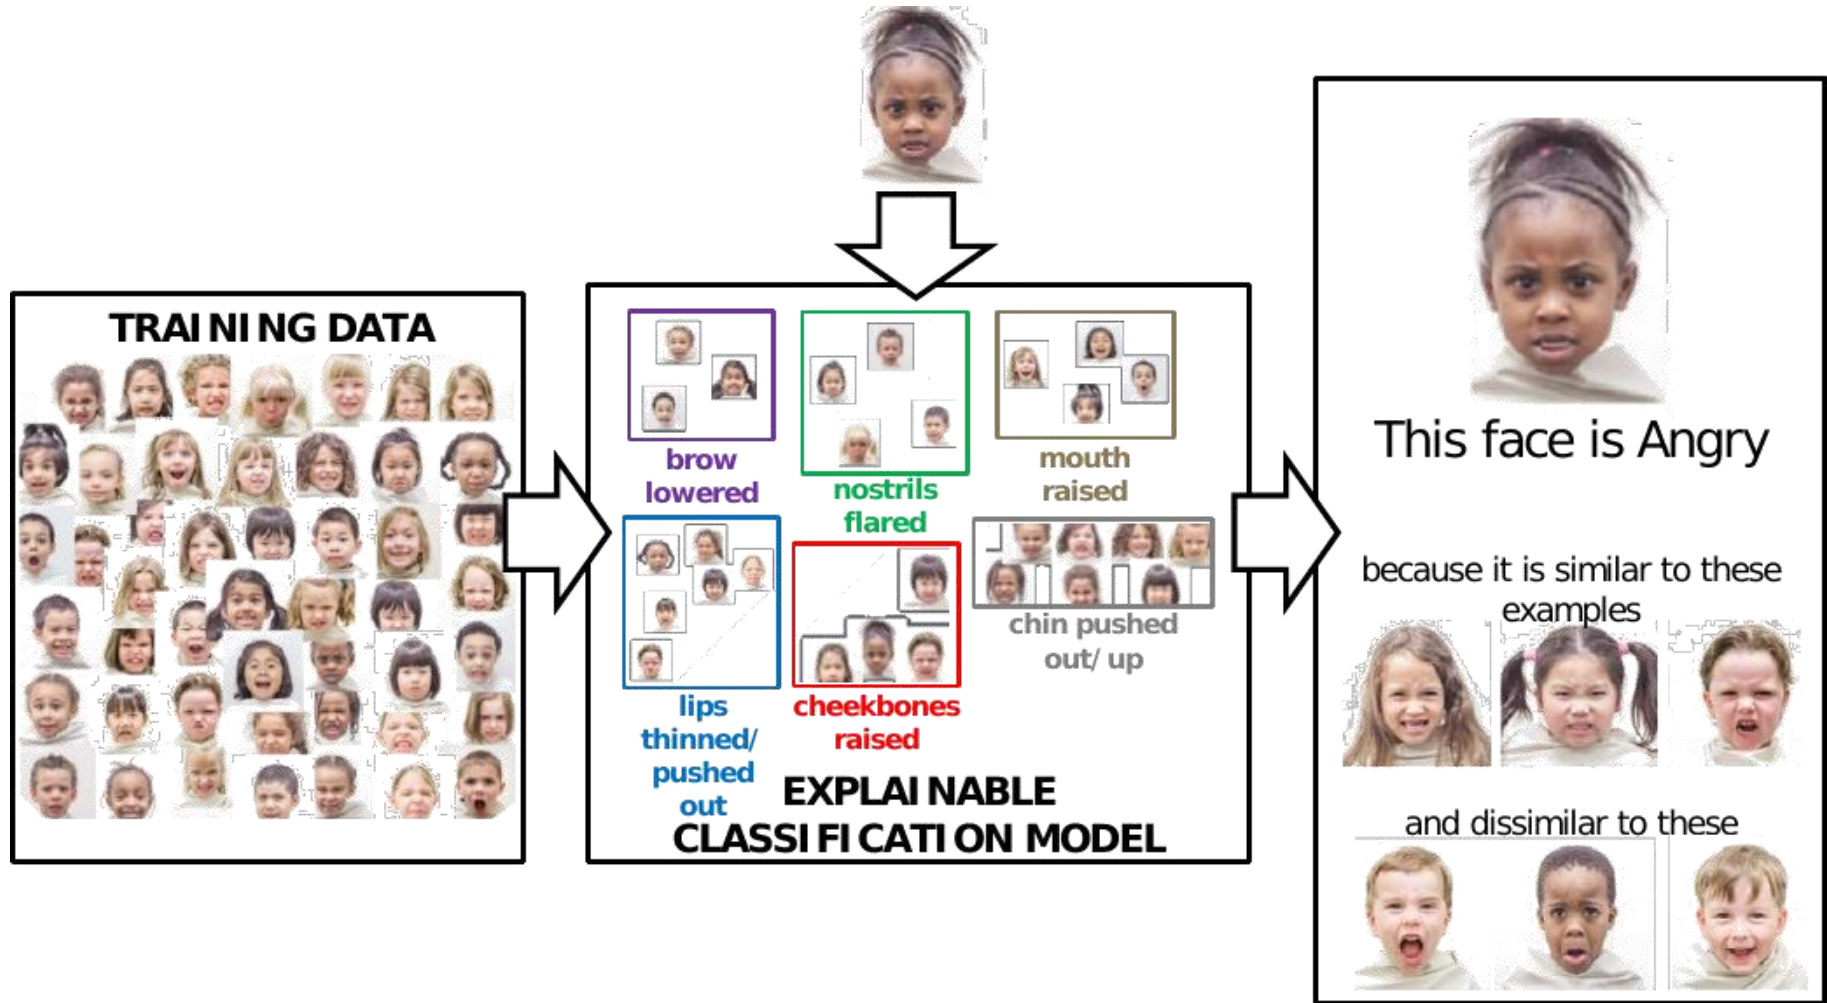 TRAINING DATA
brow
lowered
nostrils
flared
mouth
raised
lips
thinned/
pushed
out
cheekbones
raised
chin pushed
out/ up
EXPLAINABLE
CLASSIFICATION MODEL
This face is Angry
because it is similar to these
examples
and dissimilar to these